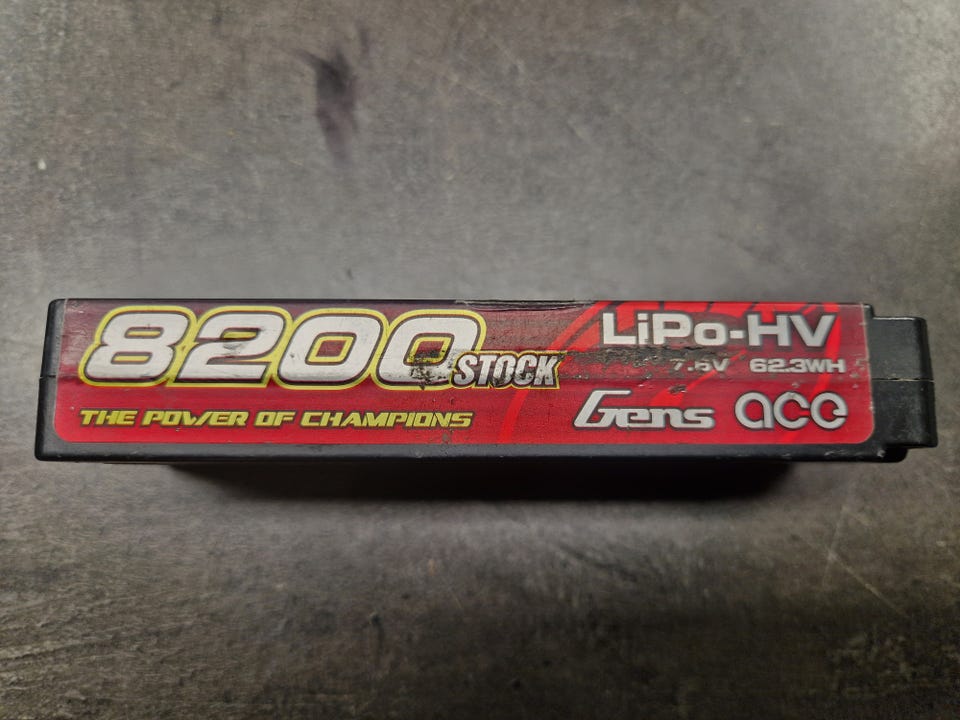 8200 STOCK
LiPo-HV
7.6V 62.3WH
THE POWER OF CHAMPIONS
Gens ace